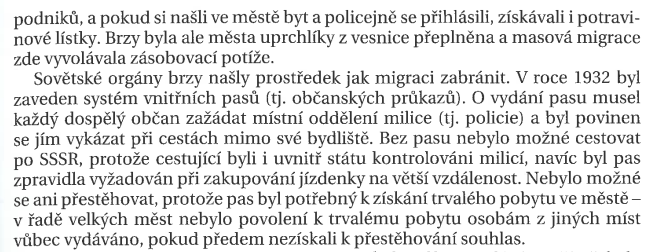 podniků, a pokud si našli ve městě byt a policejně se přihlásili, získávali i potravi-
nové lístky. Brzy byla ale města uprchlíky z vesnice přeplněna a masová migrace
zde vyvolávala zásobovací potíže.
Sovětské orgány brzy našly prostředek jak migraci zabránit. V roce 1932 byl
zaveden systém vnitřních pasů (tj. občanských průkazů). O vydání pasu musel
každý dospělý občan zažádat místní oddělení milice (tj. policie) a byl povinen
se jím vykázat při cestách mimo své bydliště. Bez pasu nebylo možné cestovat
po SSSR, protože cestující byli i uvnitř státu kontrolováni milicí, navíc byl pas
zpravidla vyžadován při zakupování jízdenky na větší vzdálenost. Nebylo možné
se ani přestěhovat, protože pas byl potřebný k získání trvalého pobytu ve městě –
v řadě velkých měst nebylo povolení k trvalému pobytu osobám z jiných míst
vůbec vydáváno, pokud předem nezískali k přestěhování souhlas.